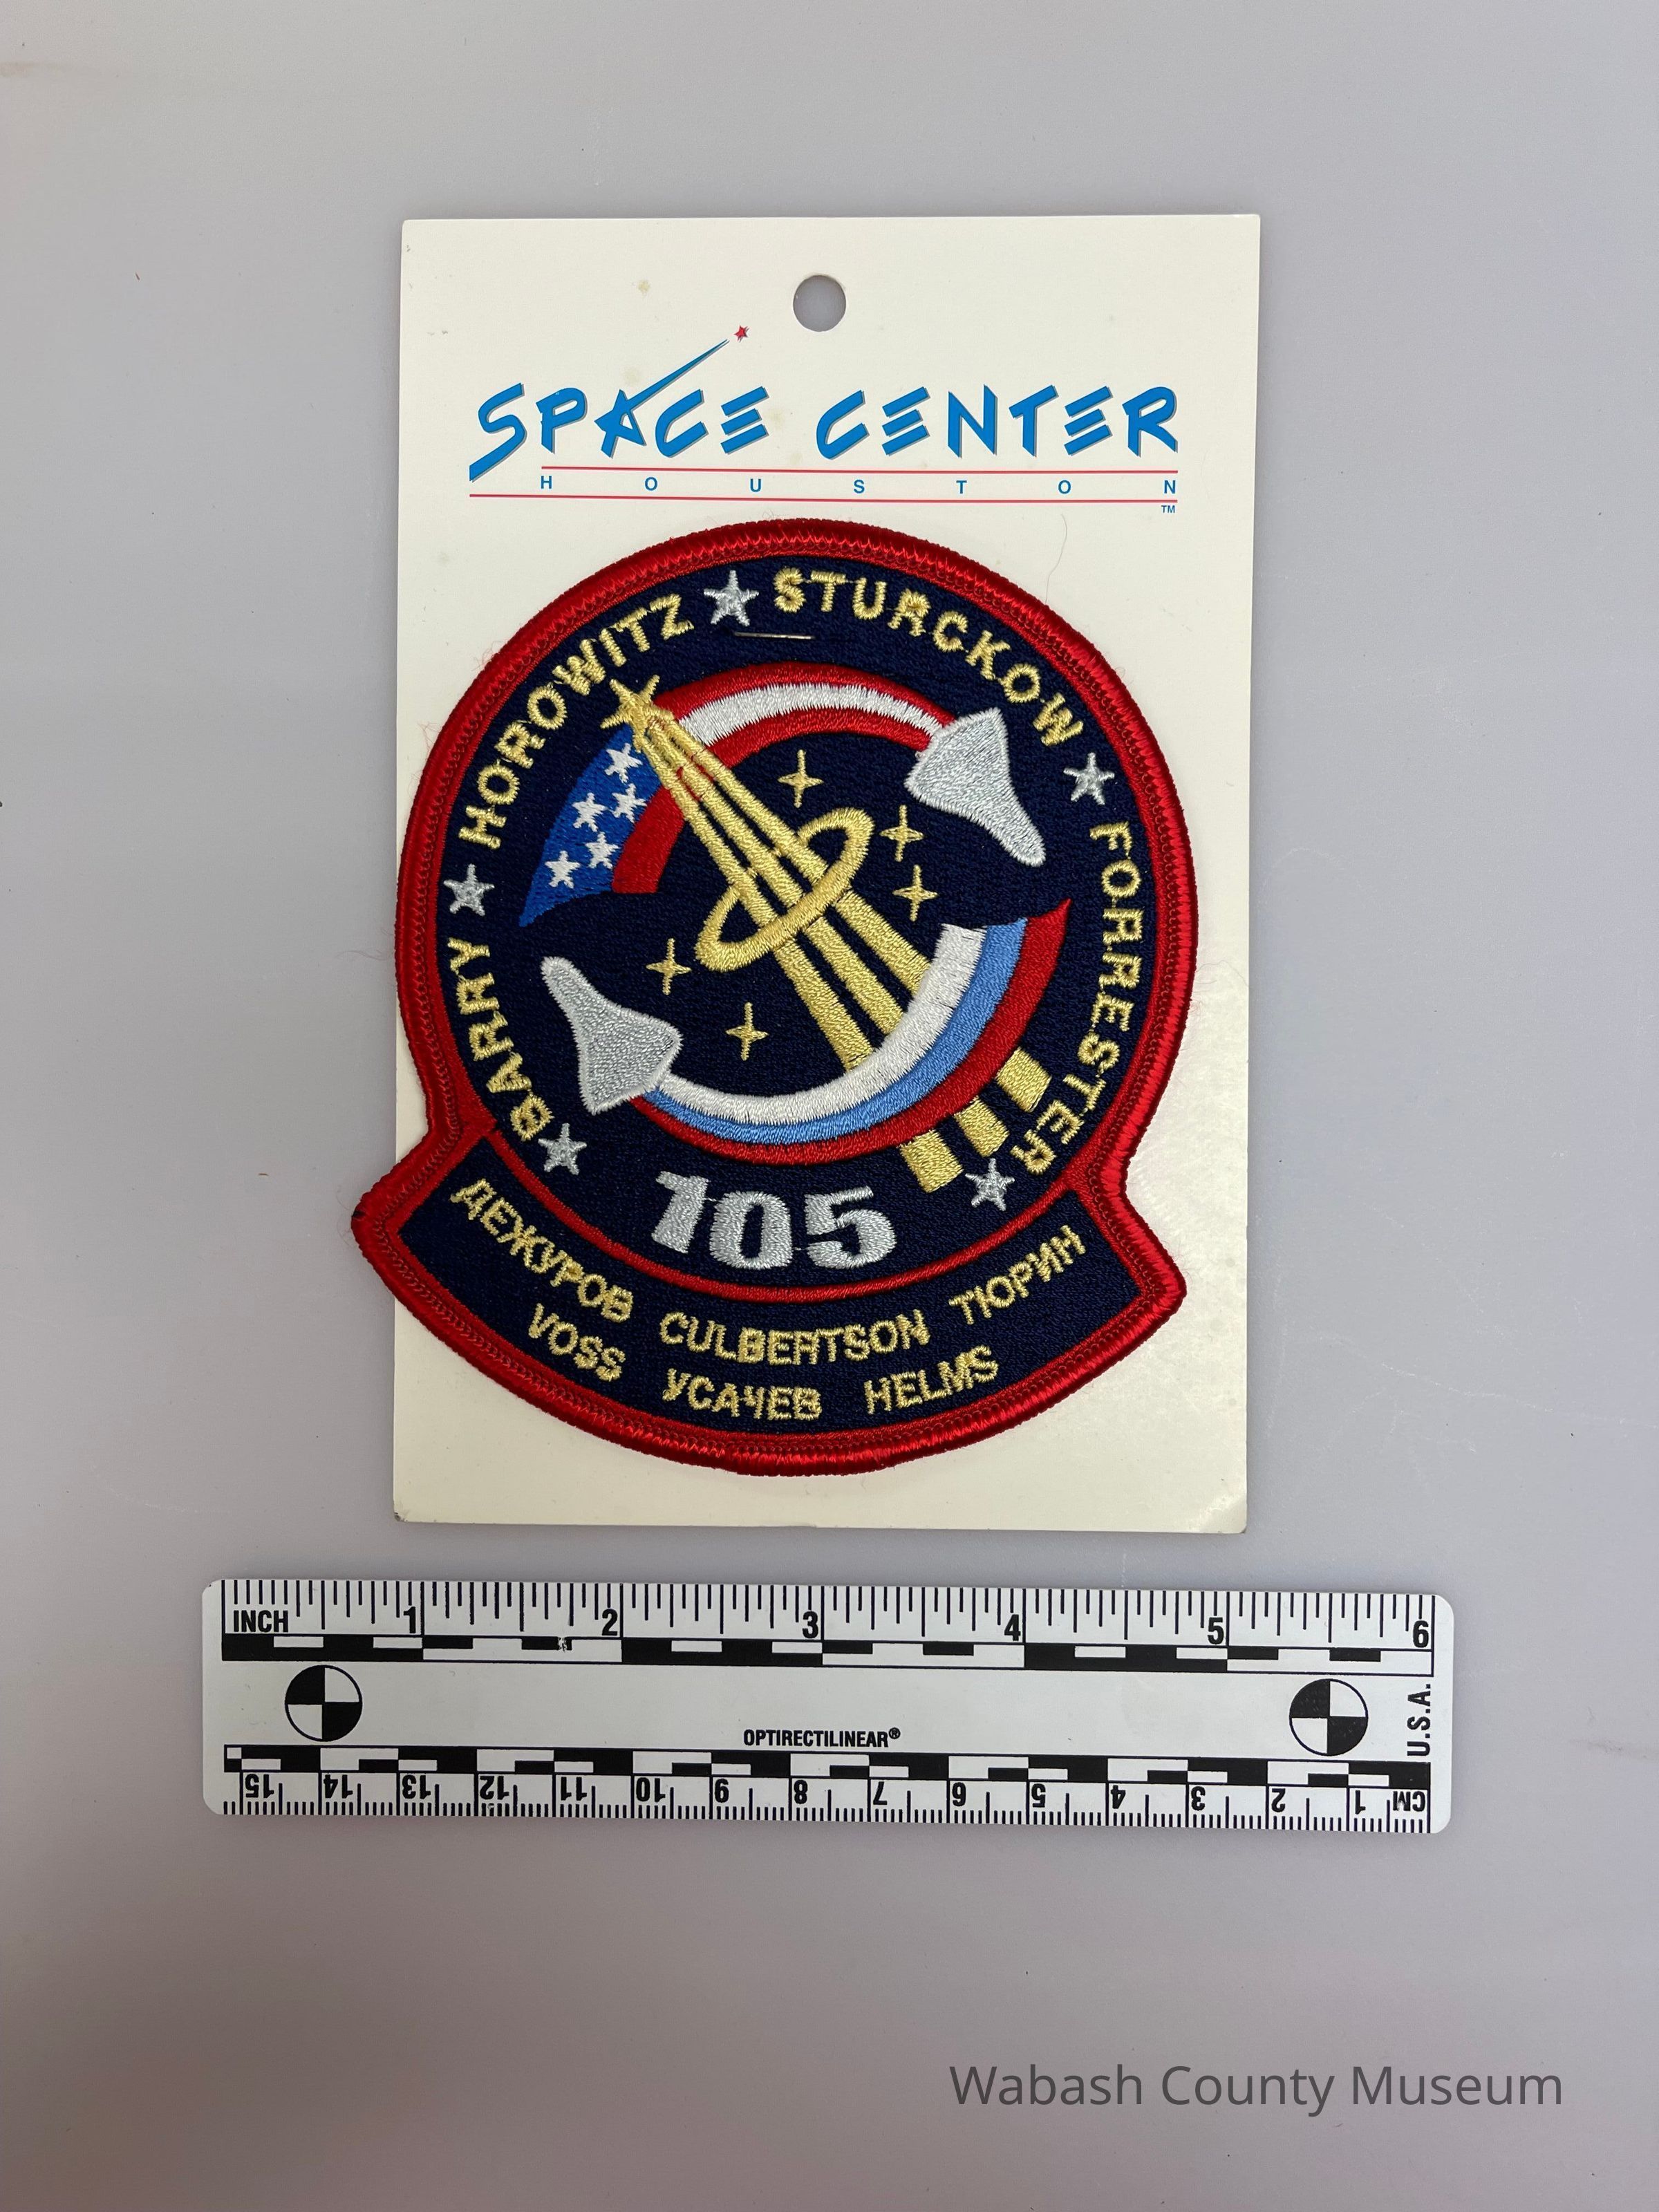 SPACE CENTER
HOUSTON
TM
BARRY HOROWITZ STURCKOW FORRESTER
105
ДЕЖУРОВ CULBERTSON ТЮРИН
VOSS УСАЧЕВ HELMS
INCH 1 2 3 4 5 6
U.S.A.
OPTIRECTILINEAR®
15 14 13 12 11 10 9 8 7 6 5 4 3 2 1 CM
Wabash County Museum